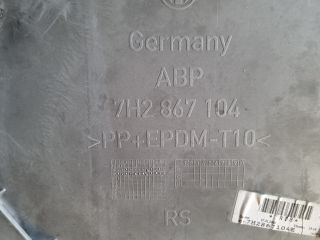 Germany
ABP
7H2 867 104
>PP+EPDM-T10<
RS